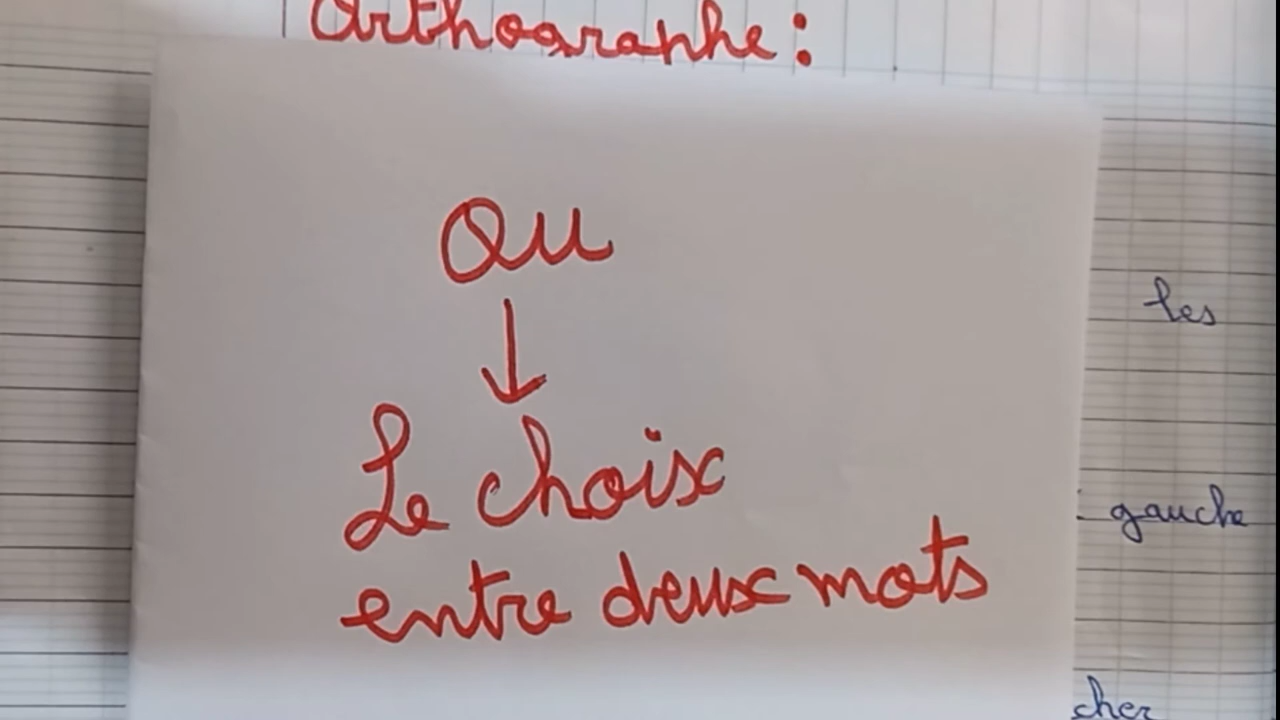 Orthographe:
Ou
↓
Le choix
entre deux mots
les
gauche
cher